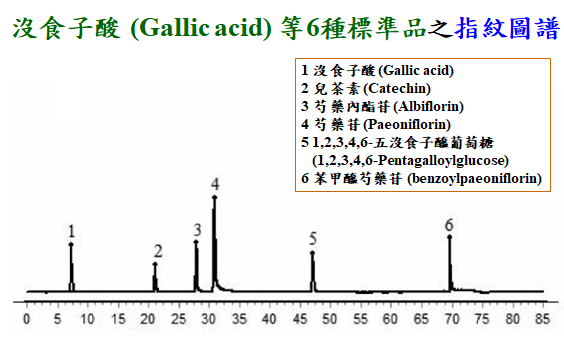 沒食子酸 (Gallic acid) 等6種標準品之指紋圖譜
1 沒食子酸 (Gallic acid)
2 兒茶素 (Catechin)
3 芍藥內酯苷 (Albiflorin)
4 芍藥苷 (Paeoniflorin)
5 1,2,3,4,6-五沒食子醯葡萄糖
(1,2,3,4,6-Pentagalloylglucose)
6 苯甲醯芍藥苷 (benzoylpaeoniflorin)
1
2
3
4
5
6
0 5 10 15 20 25 30 35 40 45 50 55 60 65 70 75 80 85